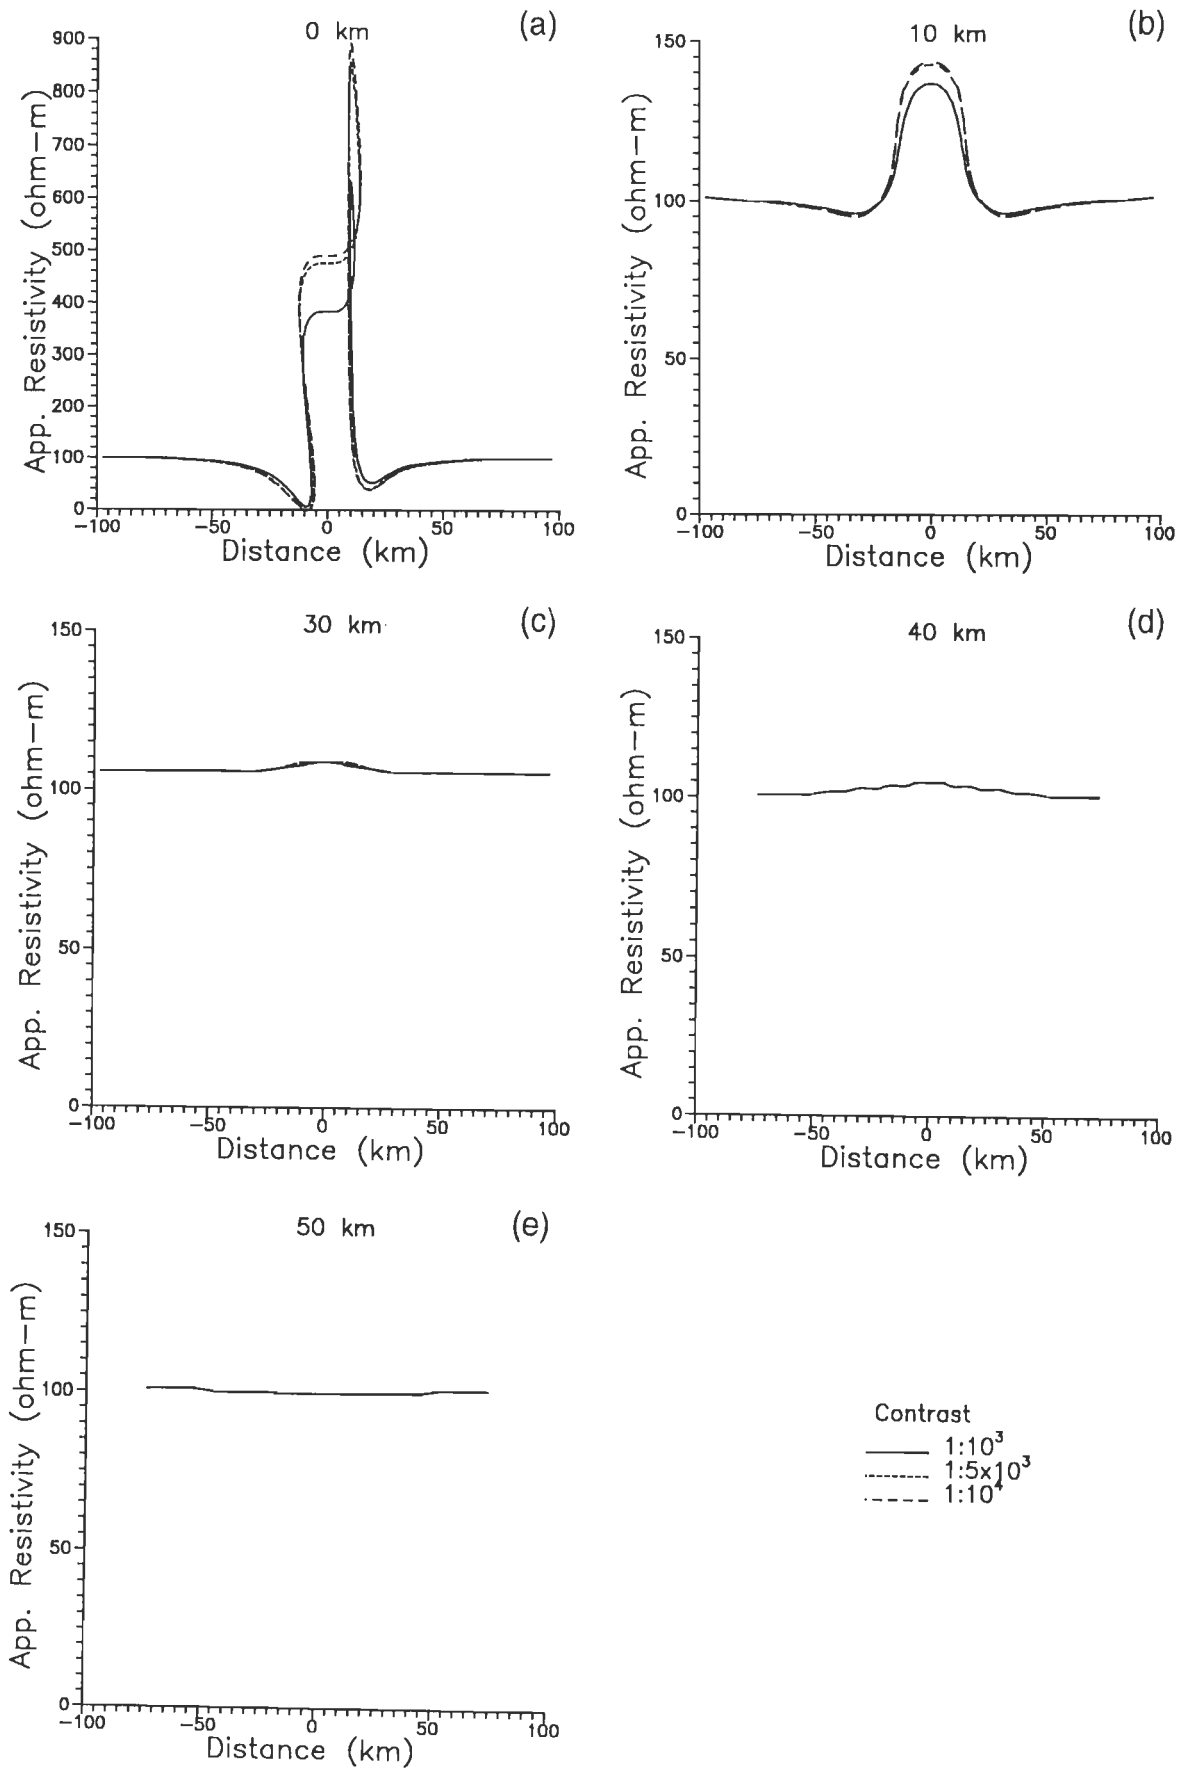 0 km
(a)
App. Resistivity (ohm-m)
900
800
700
600
500
400
300
200
100
0
-100
-50
0
50
100
Distance (km)
10 km
(b)
App. Resistivity (ohm-m)
150
100
50
0
-100
-50
0
50
100
Distance (km)
30 km
(c)
App. Resistivity (ohm-m)
150
100
50
0
-100
-50
0
50
100
Distance (km)
40 km
(d)
App. Resistivity (ohm-m)
150
100
50
0
-100
-50
0
50
100
Distance (km)
50 km
(e)
App. Resistivity (ohm-m)
150
100
50
0
-100
-50
0
50
100
Distance (km)
Contrast
1:10³
1:5x10³
1:10⁴